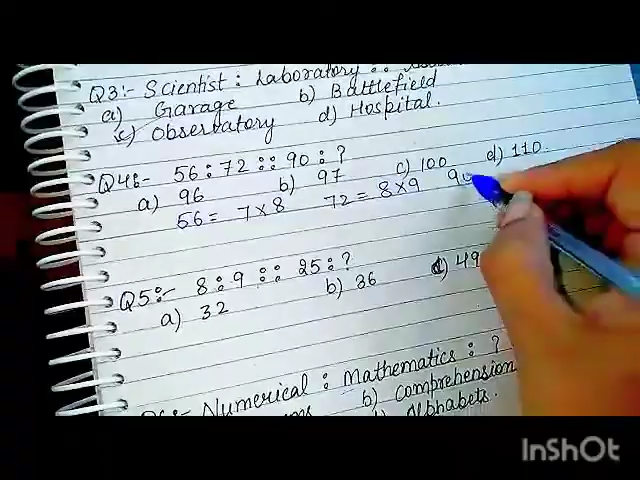 Q3:- Scientist : Laboratory ::
a) Garage b) Battlefield
c) Observatory d) Hospital.
Q4:- 56 : 72 :: 90 : ?
a) 96 b) 97 c) 100 d) 110
56 = 7 × 8 72 = 8 × 9 90
Q5:- 8 : 9 :: 25 : ?
a) 32 b) 36 c) 49
Numerical : Mathematics : ?
b) Comprehension
Alphabets.
InShOt